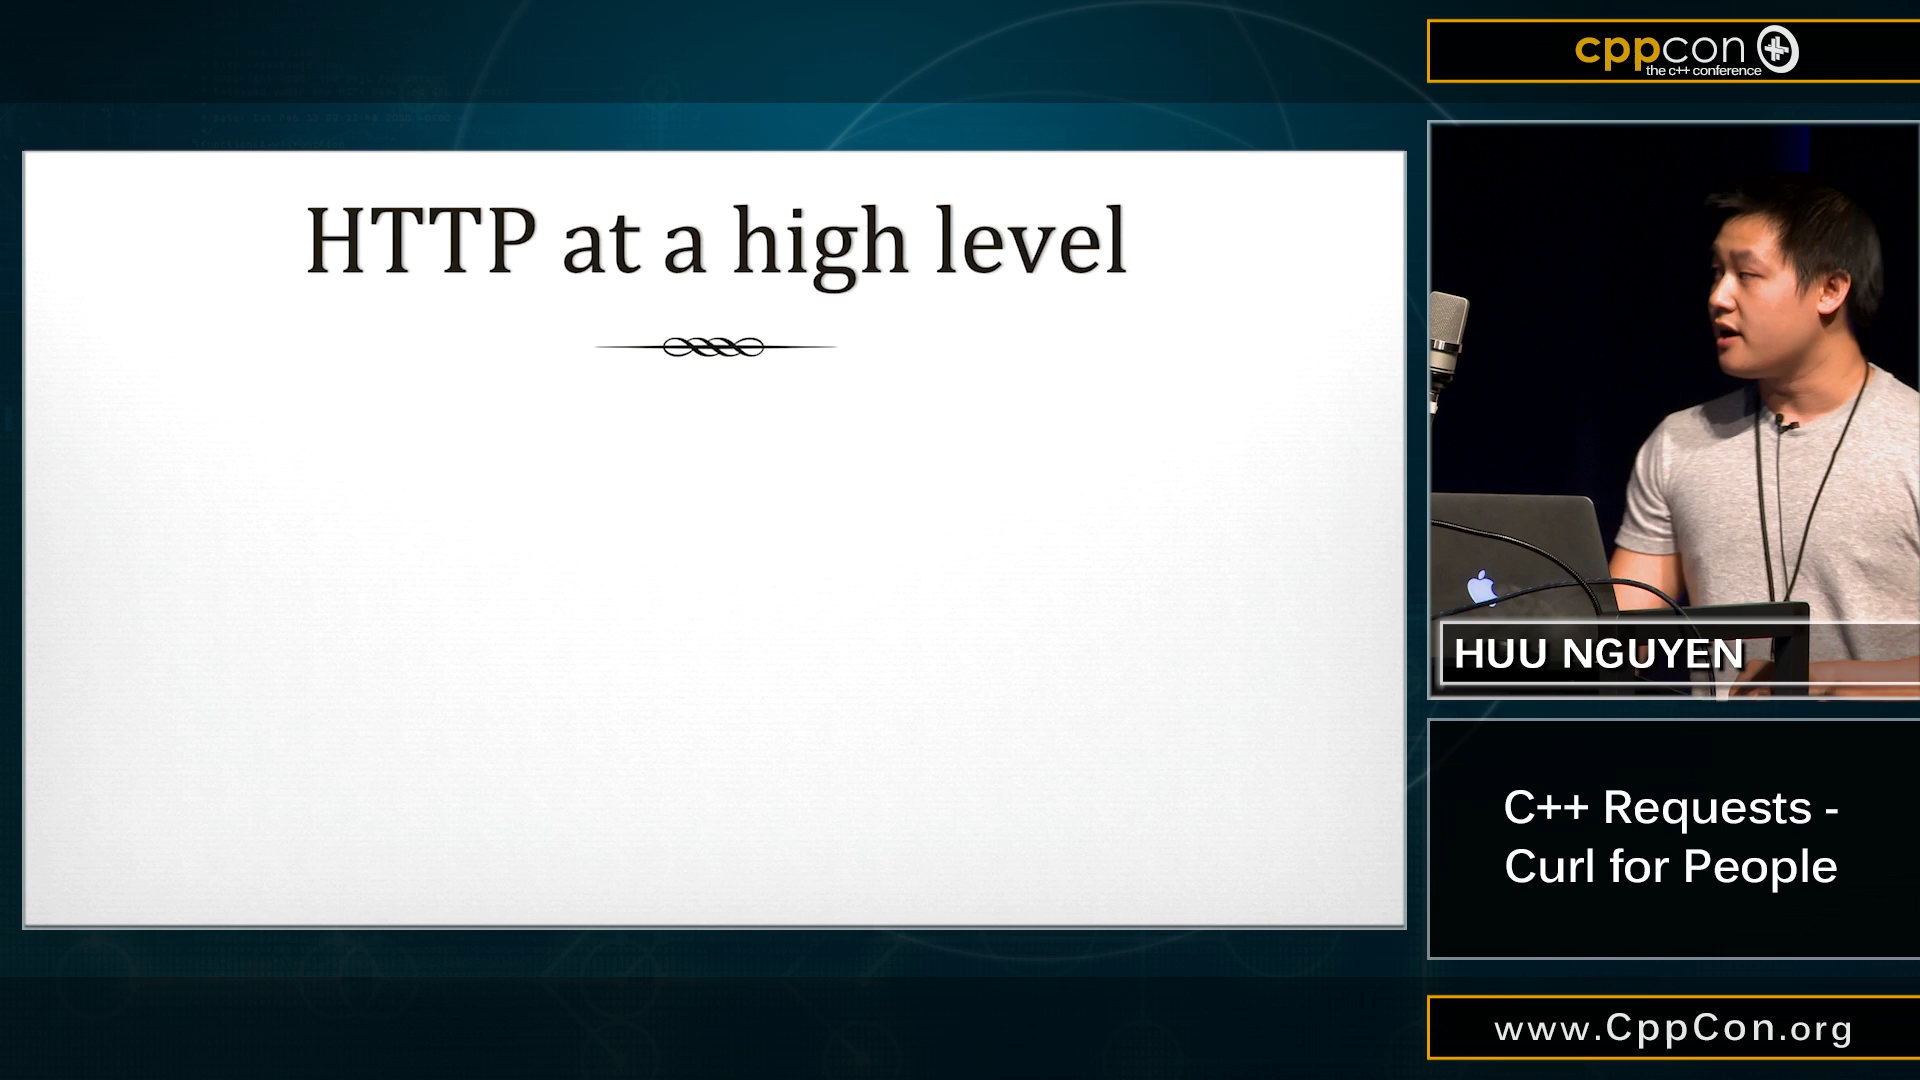 cppcon
the c++ conference
HTTP at a high level
HUU NGUYEN
C++ Requests -
Curl for People
www.CppCon.org